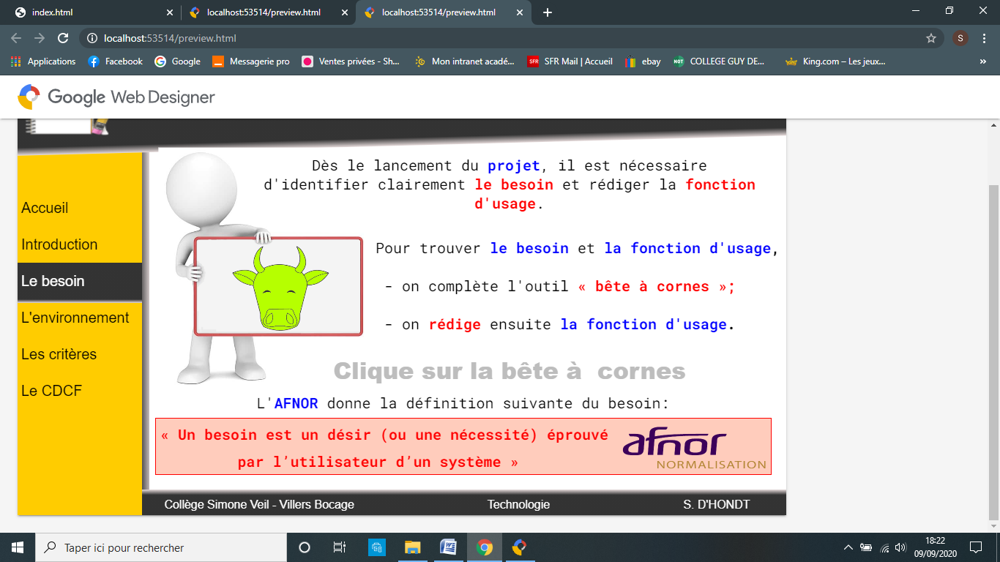 index.html
localhost:53514/preview.html
localhost:53514/preview.html
localhost:53514/preview.html
S
Applications
Facebook
Google
Messagerie pro
Ventes privées - Sh...
Mon intranet acadé...
SFR
SFR Mail | Accueil
ebay
NOT
COLLEGE GUY DE...
King.com – Les jeux...
»
Google Web Designer
Dès le lancement du projet, il est nécessaire
d'identifier clairement le besoin et rédiger la fonction
d'usage.
Accueil
Introduction
Le besoin
L'environnement
Les critères
Le CDCF
Pour trouver le besoin et la fonction d'usage,
- on complète l'outil « bête à cornes »;
- on rédige ensuite la fonction d'usage.
Clique sur la bête à cornes
L'AFNOR donne la définition suivante du besoin:
« Un besoin est un désir (ou une nécessité) éprouvé
par l’utilisateur d’un système »
afnor
NORMALISATION
Collège Simone Veil - Villers Bocage
Technologie
S. D'HONDT
Taper ici pour rechercher
18:22
09/09/2020